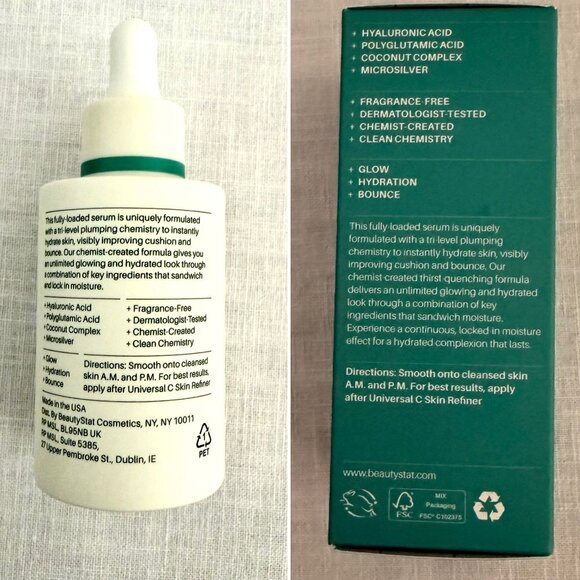 This fully-loaded serum is uniquely formulated
with a tri-level plumping chemistry to instantly
hydrate skin, visibly improving cushion and
bounce. Our chemist-created formula gives you
an unlimited glowing and hydrated look through
a combination of key ingredients that sandwich
and lock in moisture.
+ Hyaluronic Acid
+ Polyglutamic Acid
+ Coconut Complex
+ Microsilver
+ Fragrance-Free
+ Dermatologist-Tested
+ Chemist-Created
+ Clean Chemistry
+ Glow
+ Hydration
+ Bounce
Directions: Smooth onto cleansed
skin A.M. and P.M. For best results,
apply after Universal C Skin Refiner
Made in the USA
Dist. By BeautyStat Cosmetics, NY, NY 10011
RP MSL, BL95NB UK
RP MSL, Suite 5385,
27 Upper Pembroke St., Dublin, IE
1
PET
+ HYALURONIC ACID
+ POLYGLUTAMIC ACID
+ COCONUT COMPLEX
+ MICROSILVER
+ FRAGRANCE-FREE
+ DERMATOLOGIST-TESTED
+ CHEMIST-CREATED
+ CLEAN CHEMISTRY
+ GLOW
+ HYDRATION
+ BOUNCE
This fully-loaded serum is uniquely
formulated with a tri-level plumping
chemistry to instantly hydrate skin, visibly
improving cushion and bounce. Our
chemist-created thirst-quenching formula
delivers an unlimited glowing and hydrated
look through a combination of key
ingredients that sandwich moisture.
Experience a continuous, locked-in moisture
effect for a hydrated complexion that lasts.
Directions: Smooth onto cleansed skin
A.M. and P.M. For best results, apply
after Universal C Skin Refiner
www.beautystat.com
FSC
MIX
Packaging
FSC® C102375